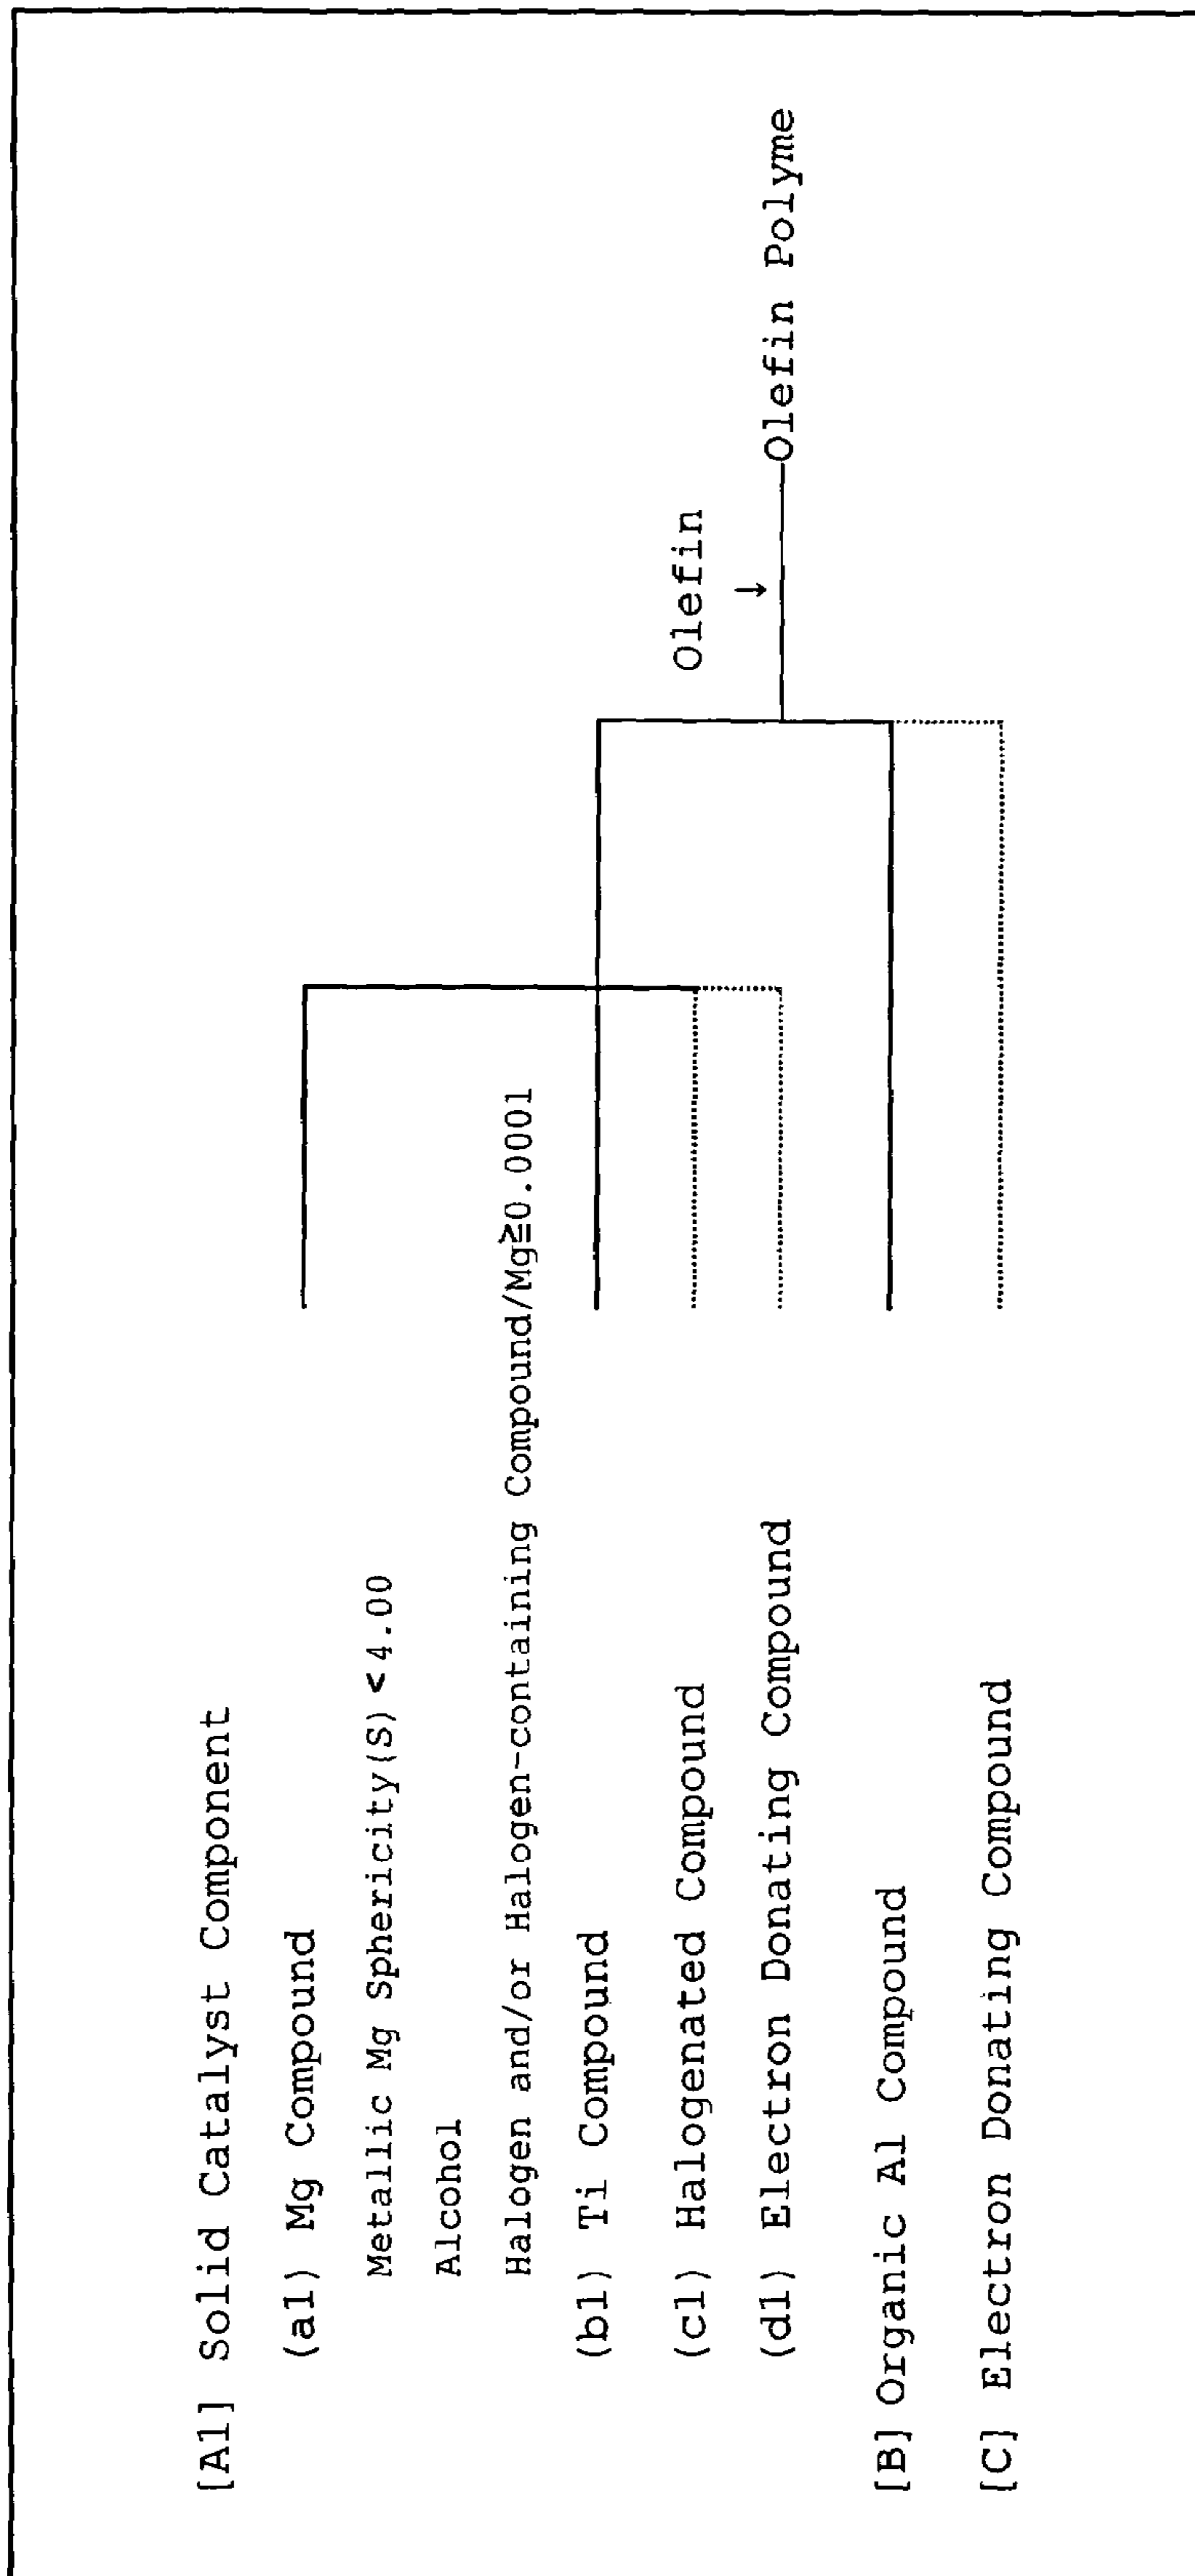 [A1] Solid Catalyst Component
(a1) Mg Compound
Metallic Mg Sphericity(S) < 4.00
Alcohol
Halogen and/or Halogen-containing Compound/Mg≧0.0001
(b1) Ti Compound
(c1) Halogenated Compound
(d1) Electron Donating Compound
[B] Organic Al Compound
[C] Electron Donating Compound
Olefin
↓
Olefin Polyme